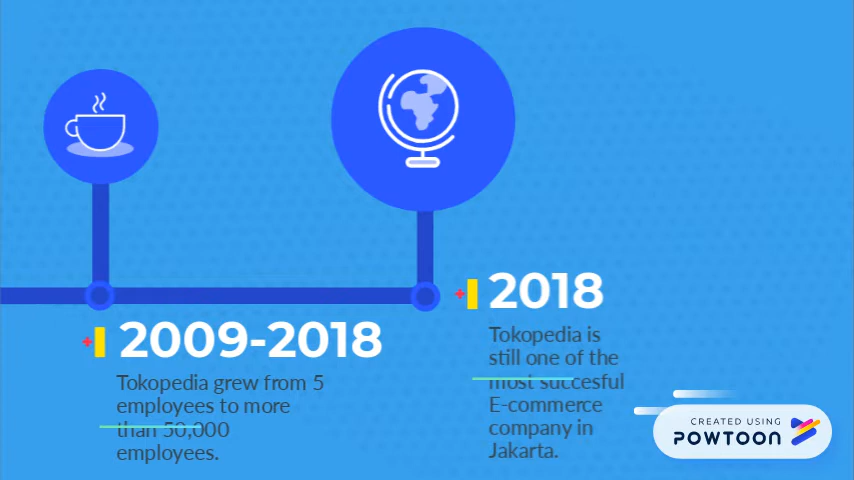 2009-2018
Tokopedia grew from 5
employees to more
than 50,000
employees.
2018
Tokopedia is
still one of the
most succesful
E-commerce
company in
Jakarta.
CREATED USING
POWTOON